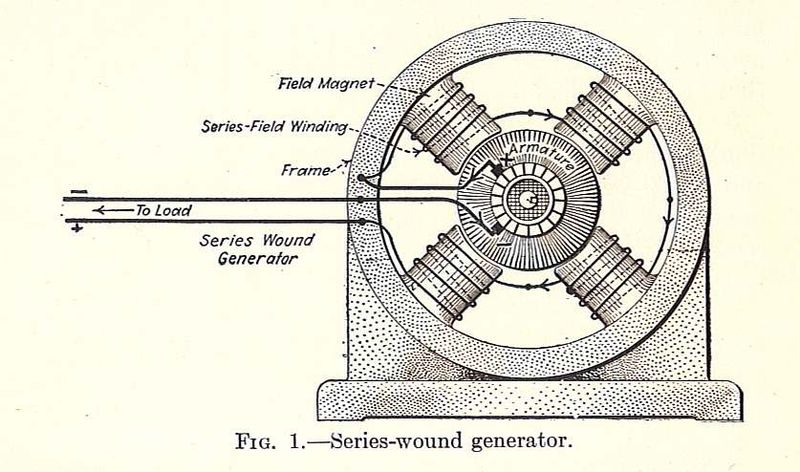 Field Magnet
Series-Field Winding
Frame
Armature
+
−
−
To Load
+
Series Wound
Generator
FIG. 1.—Series-wound generator.